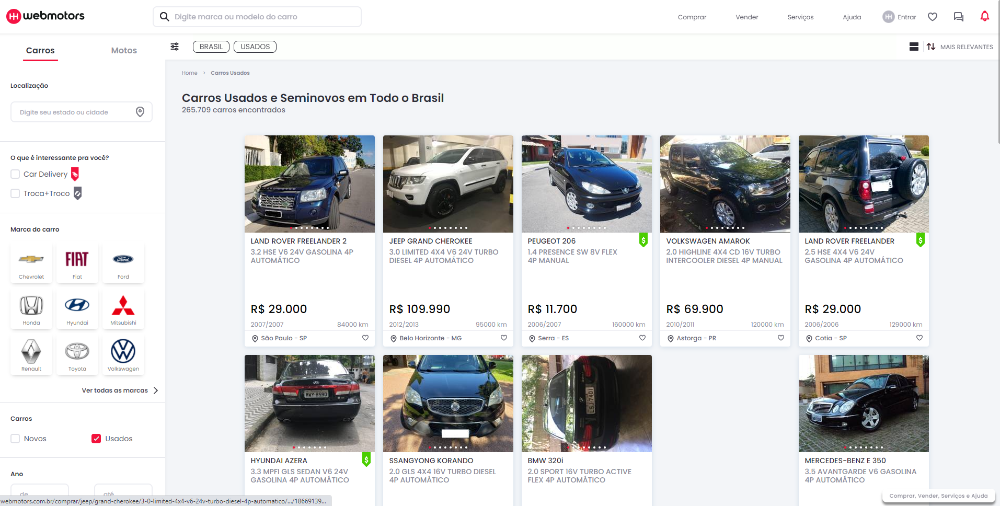 webmotors
Digite marca ou modelo do carro
Comprar
Vender
Serviços
Ajuda
Entrar
Carros
Motos
BRASIL
USADOS
MAIS RELEVANTES
Home > Carros Usados
Localização
Digite seu estado ou cidade
Carros Usados e Seminovos em Todo o Brasil
265.709 carros encontrados
O que é interessante pra você?
Car Delivery
Troca+Troco
Marca do carro
Chevrolet
FIAT
Fiat
Ford
Ford
Honda
Hyundai
Mitsubishi
Renault
Toyota
Volkswagen
Ver todas as marcas
Carros
Novos
Usados
Ano
de
até
LAND ROVER FREELANDER 2
3.2 HSE V6 24V GASOLINA 4P
AUTOMÁTICO
R$ 29.000
2007/2007
84000 km
São Paulo - SP
JEEP GRAND CHEROKEE
3.0 LIMITED 4X4 V6 24V TURBO
DIESEL 4P AUTOMÁTICO
R$ 109.990
2012/2013
95000 km
Belo Horizonte - MG
PEUGEOT 206
$
1.4 PRESENCE SW 8V FLEX
4P MANUAL
R$ 11.700
2006/2007
160000 km
Serra - ES
VOLKSWAGEN AMAROK
2.0 HIGHLINE 4X4 CD 16V TURBO
INTERCOOLER DIESEL 4P MANUAL
R$ 69.900
2010/2011
120000 km
Astorga - PR
FREELANDER
LAND ROVER FREELANDER
$
2.5 HSE 4X4 V6 24V
GASOLINA 4P AUTOMÁTICO
R$ 29.000
2006/2006
129000 km
Cotia - SP
MWY 8590
HYUNDAI AZERA
$
3.3 MPFI GLS SEDAN V6 24V
GASOLINA 4P AUTOMÁTICO
SSANGYONG KORANDO
2.0 GLS 4X4 16V TURBO DIESEL
4P AUTOMÁTICO
BMW 320i
2.0 SPORT 16V TURBO ACTIVE
FLEX 4P AUTOMÁTICO
MERCEDES-BENZ E 350
3.5 AVANTGARDE V6 GASOLINA
4P AUTOMÁTICO
Comprar, Vender, Serviços e Ajuda
webmotors.com.br/comprar/jeep/grand-cherokee/3-0-limited-4x4-v6-24v-turbo-diesel-4p-automatico/.../18669139...